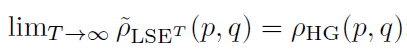 lim_{T→∞} ρ̃_{LSE^T}(p, q) = ρ_{HG}(p, q)